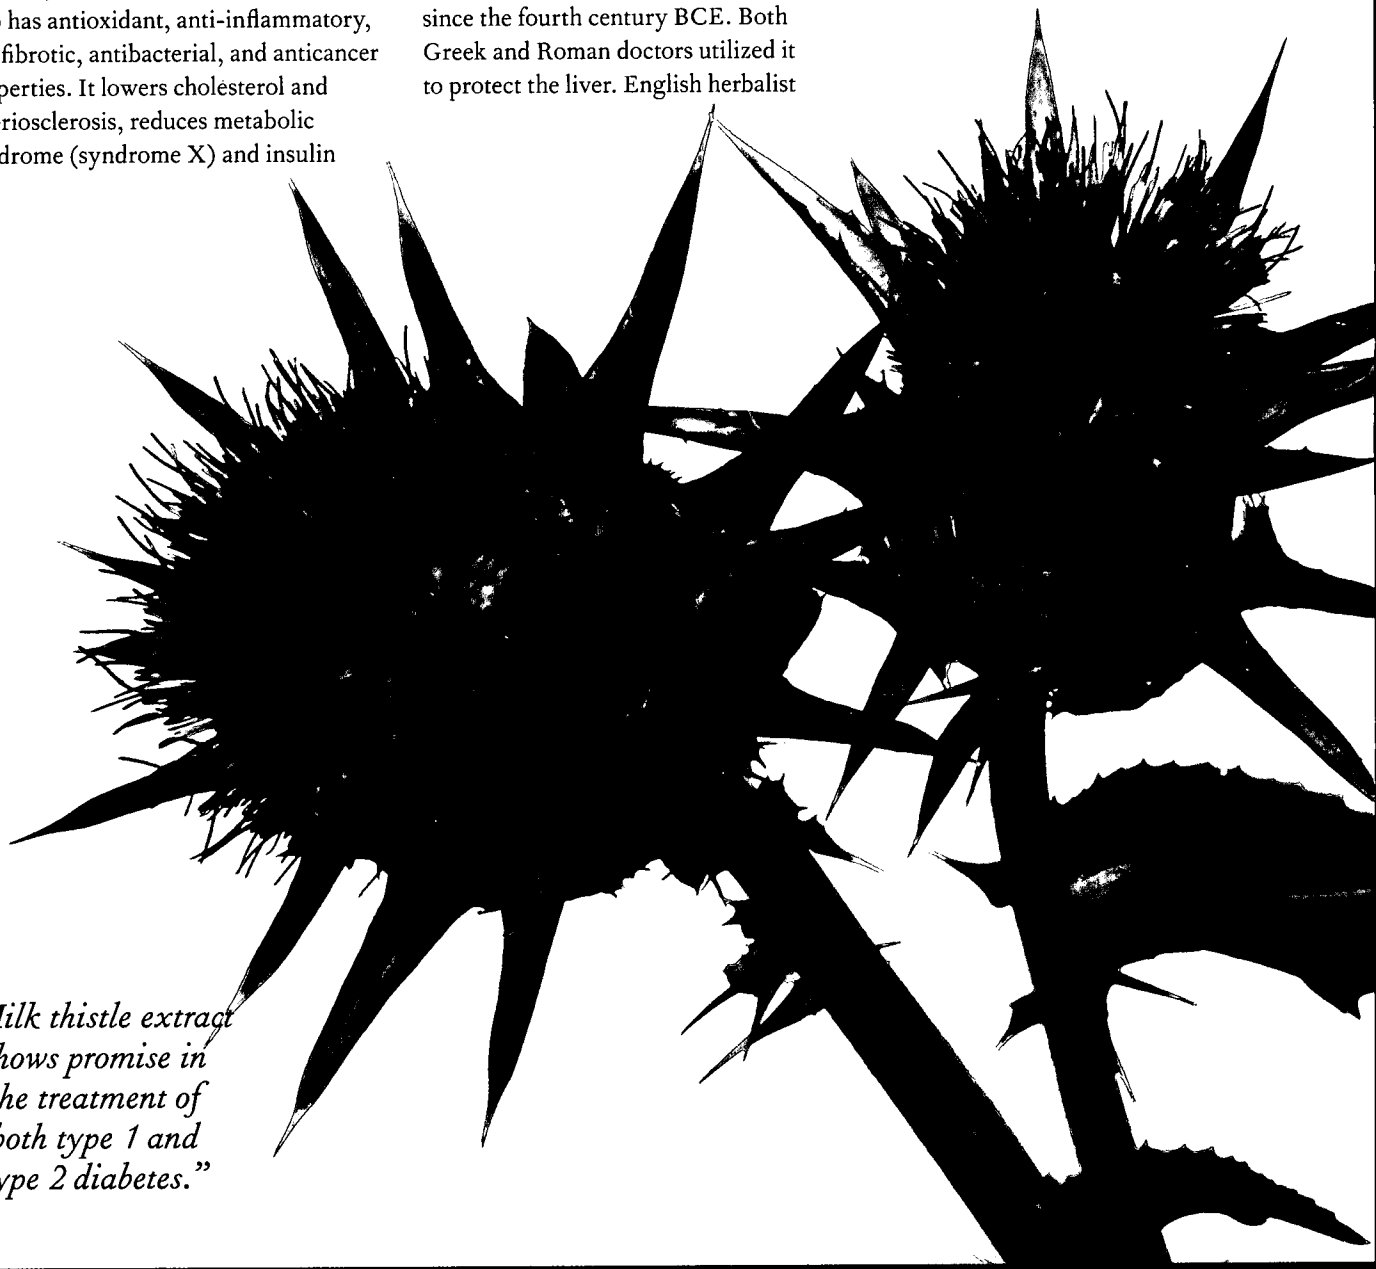 has antioxidant, anti-inflammatory,
fibrotic, antibacterial, and anticancer
perties. It lowers cholesterol and
riosclerosis, reduces metabolic
drome (syndrome X) and insulin
since the fourth century BCE. Both
Greek and Roman doctors utilized it
to protect the liver. English herbalist
ilk thistle extract
hows promise in
he treatment of
both type 1 and
ype 2 diabetes.”